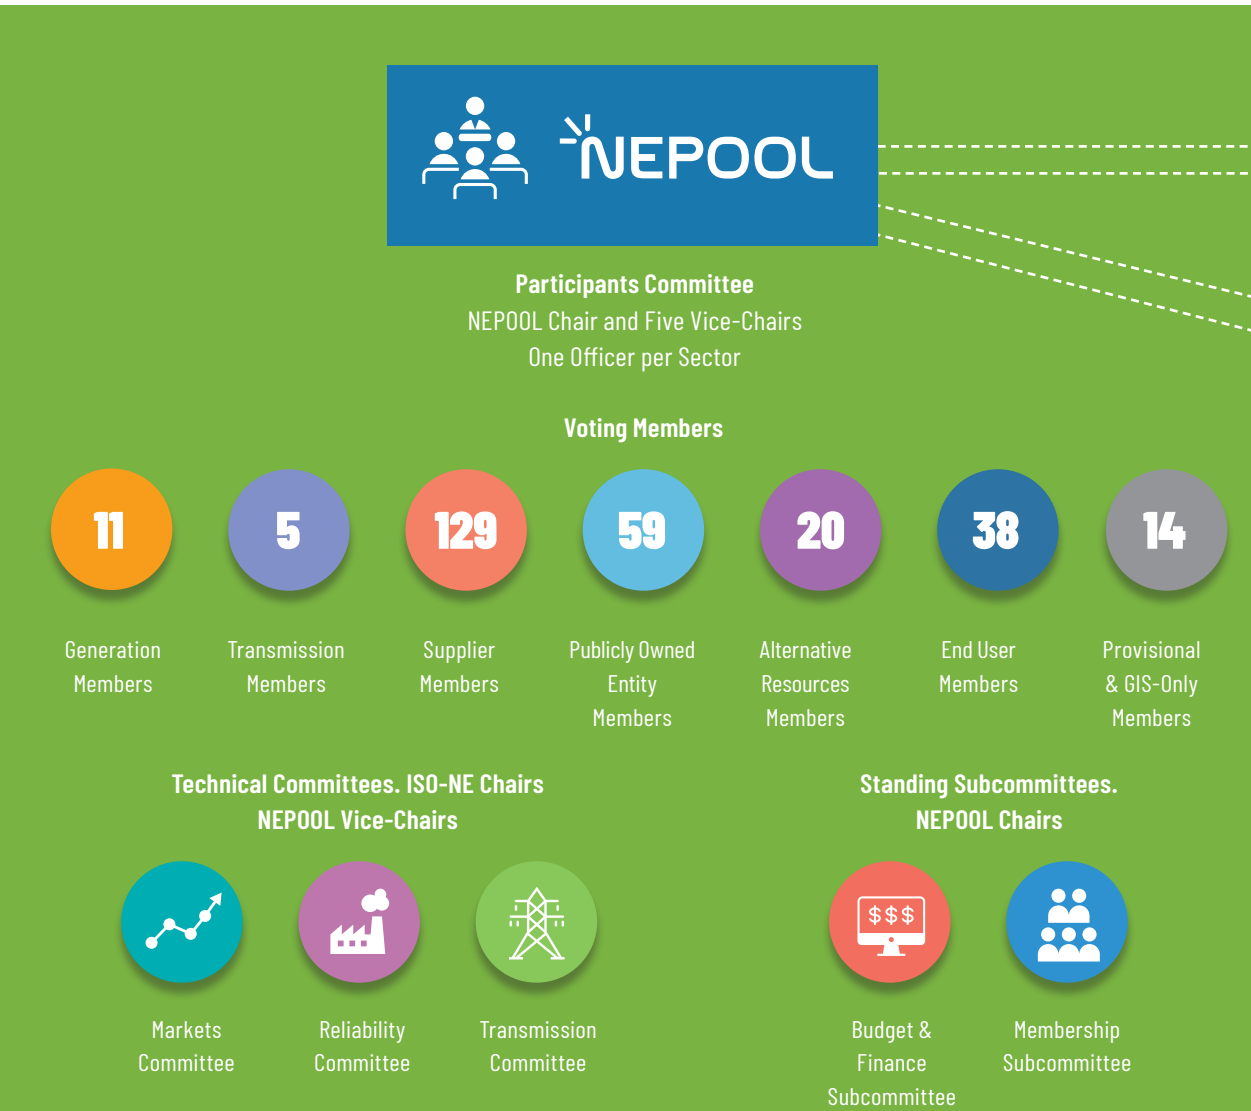 NEPOOL
Participants Committee
NEPOOL Chair and Five Vice-Chairs
One Officer per Sector
Voting Members
11
5
129
59
20
38
14
Generation
Members
Transmission
Members
Supplier
Members
Publicly Owned
Entity
Members
Alternative
Resources
Members
End User
Members
Provisional
& GIS-Only
Members
Technical Committees. ISO-NE Chairs
NEPOOL Vice-Chairs
Markets
Committee
Reliability
Committee
Transmission
Committee
Standing Subcommittees.
NEPOOL Chairs
$$$
Budget &
Finance
Subcommittee
Membership
Subcommittee